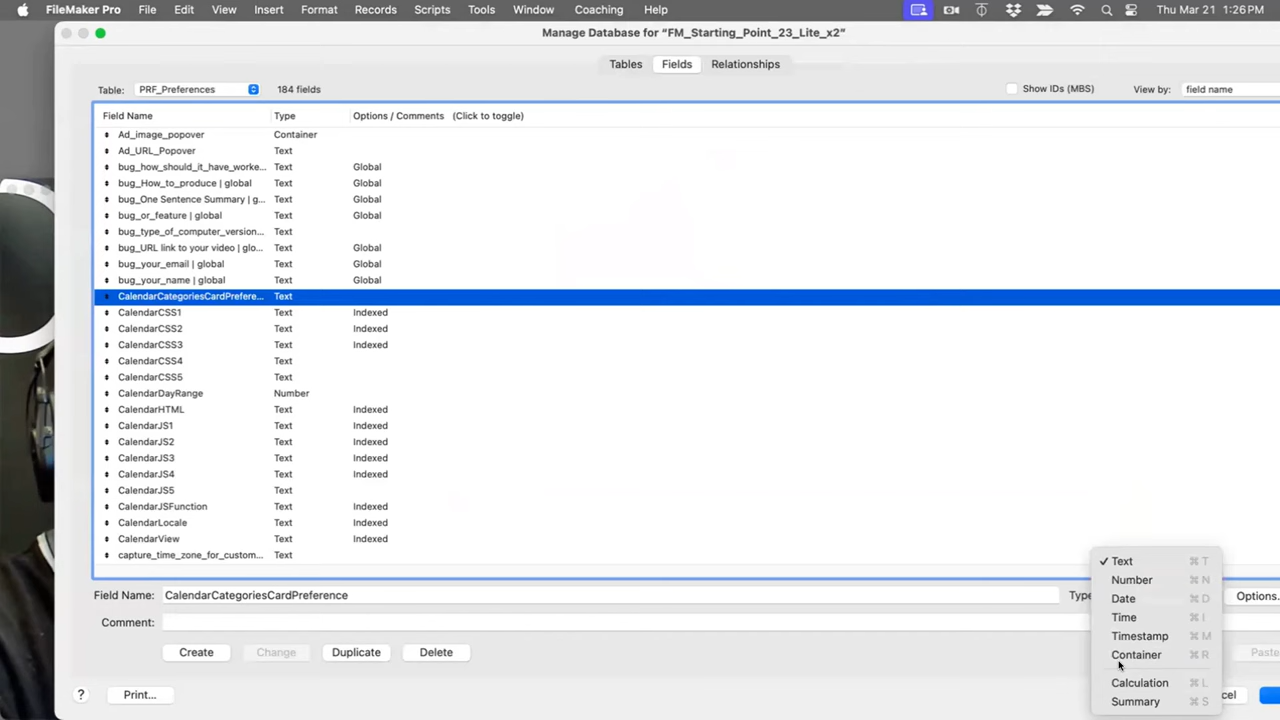 FileMaker Pro File Edit View Insert Format Records Scripts Tools Window Coaching Help Thu Mar 21 1:26 PM
Manage Database for “FM_Starting_Point_23_Lite_x2”
Tables Fields Relationships
Table: PRF_Preferences 184 fields Show IDs (MBS) View by: field name
Field Name Type Options / Comments (Click to toggle)
Ad_image_popover Container
Ad_URL_Popover Text
bug_how_should_it_have_worke... Text Global
bug_How_to_produce | global Text Global
bug_One Sentence Summary | g... Text Global
bug_or_feature | global Text Global
bug_type_of_computer_version... Text
bug_URL link to your video | glo... Text Global
bug_your_email | global Text Global
bug_your_name | global Text Global
CalendarCategoriesCardPrefere... Text
CalendarCSS1 Text Indexed
CalendarCSS2 Text Indexed
CalendarCSS3 Text Indexed
CalendarCSS4 Text
CalendarCSS5 Text
CalendarDayRange Number
CalendarHTML Text Indexed
CalendarJS1 Text Indexed
CalendarJS2 Text Indexed
CalendarJS3 Text Indexed
CalendarJS4 Text Indexed
CalendarJS5 Text
CalendarJSFunction Text Indexed
CalendarLocale Text Indexed
CalendarView Text Indexed
capture_time_zone_for_custom... Text
✓ Text ⌘ T
Number ⌘ N
Date ⌘ D
Time ⌘ I
Timestamp ⌘ M
Container ⌘ R
Calculation ⌘ L
Summary ⌘ S
Field Name: CalendarCategoriesCardPreference Type Options.
Comment:
Create Change Duplicate Delete Paste
? Print... cel